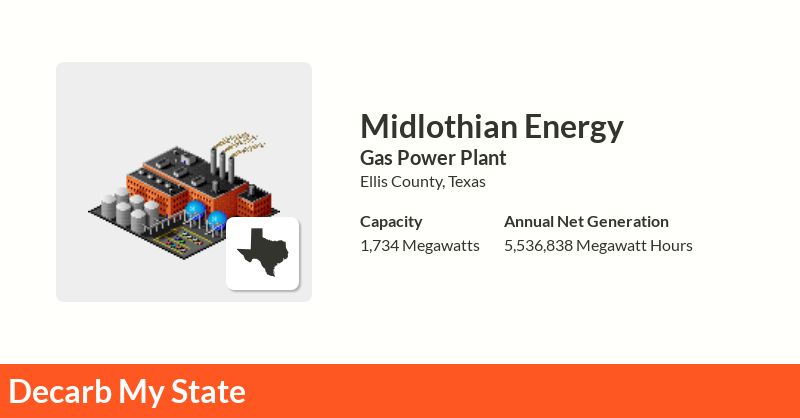 Midlothian Energy
Gas Power Plant
Ellis County, Texas
Capacity
1,734 Megawatts
Annual Net Generation
5,536,838 Megawatt Hours
Decarb My State